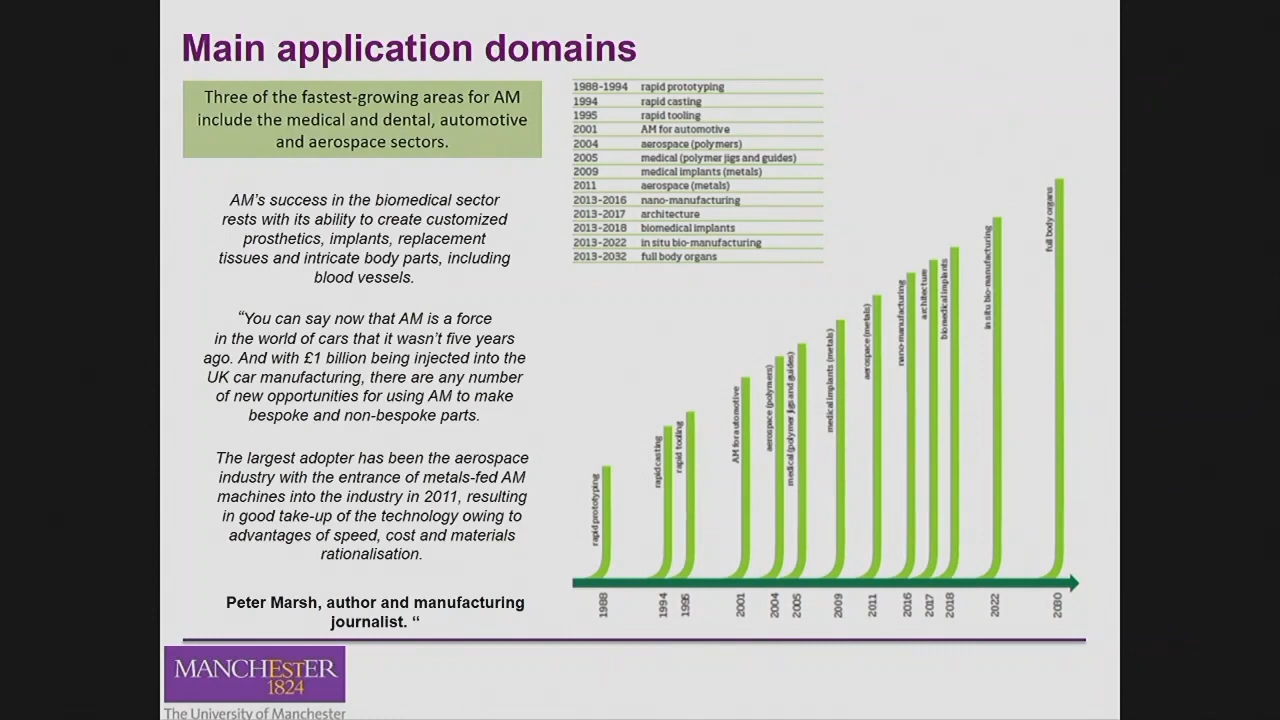 Main application domains
Three of the fastest-growing areas for AM
include the medical and dental, automotive
and aerospace sectors.
AM's success in the biomedical sector
rests with its ability to create customized
prosthetics, implants, replacement
tissues and intricate body parts, including
blood vessels.
“You can say now that AM is a force
in the world of cars that it wasn't five years
ago. And with £1 billion being injected into the
UK car manufacturing, there are any number
of new opportunities for using AM to make
bespoke and non-bespoke parts.
The largest adopter has been the aerospace
industry with the entrance of metals-fed AM
machines into the industry in 2011, resulting
in good take-up of the technology owing to
advantages of speed, cost and materials
rationalisation.
Peter Marsh, author and manufacturing
journalist. “
1988-1994 rapid prototyping
1994 rapid casting
1995 rapid tooling
2001 AM for automotive
2004 aerospace (polymers)
2005 medical (polymer jigs and guides)
2009 medical implants (metals)
2011 aerospace (metals)
2013-2016 nano-manufacturing
2013-2017 architecture
2013-2018 biomedical implants
2013-2022 in situ bio-manufacturing
2013-2032 full body organs
rapid prototyping
rapid casting
rapid tooling
AM for automotive
aerospace (polymers)
medical (polymer jigs and guides)
medical implants (metals)
aerospace (metals)
nano-manufacturing
architecture
biomedical implants
in situ bio-manufacturing
full body organs
1988
1994
1995
2001
2004
2005
2009
2011
2016
2017
2018
2022
2030
MANCHESTER
1824
The University of Manchester